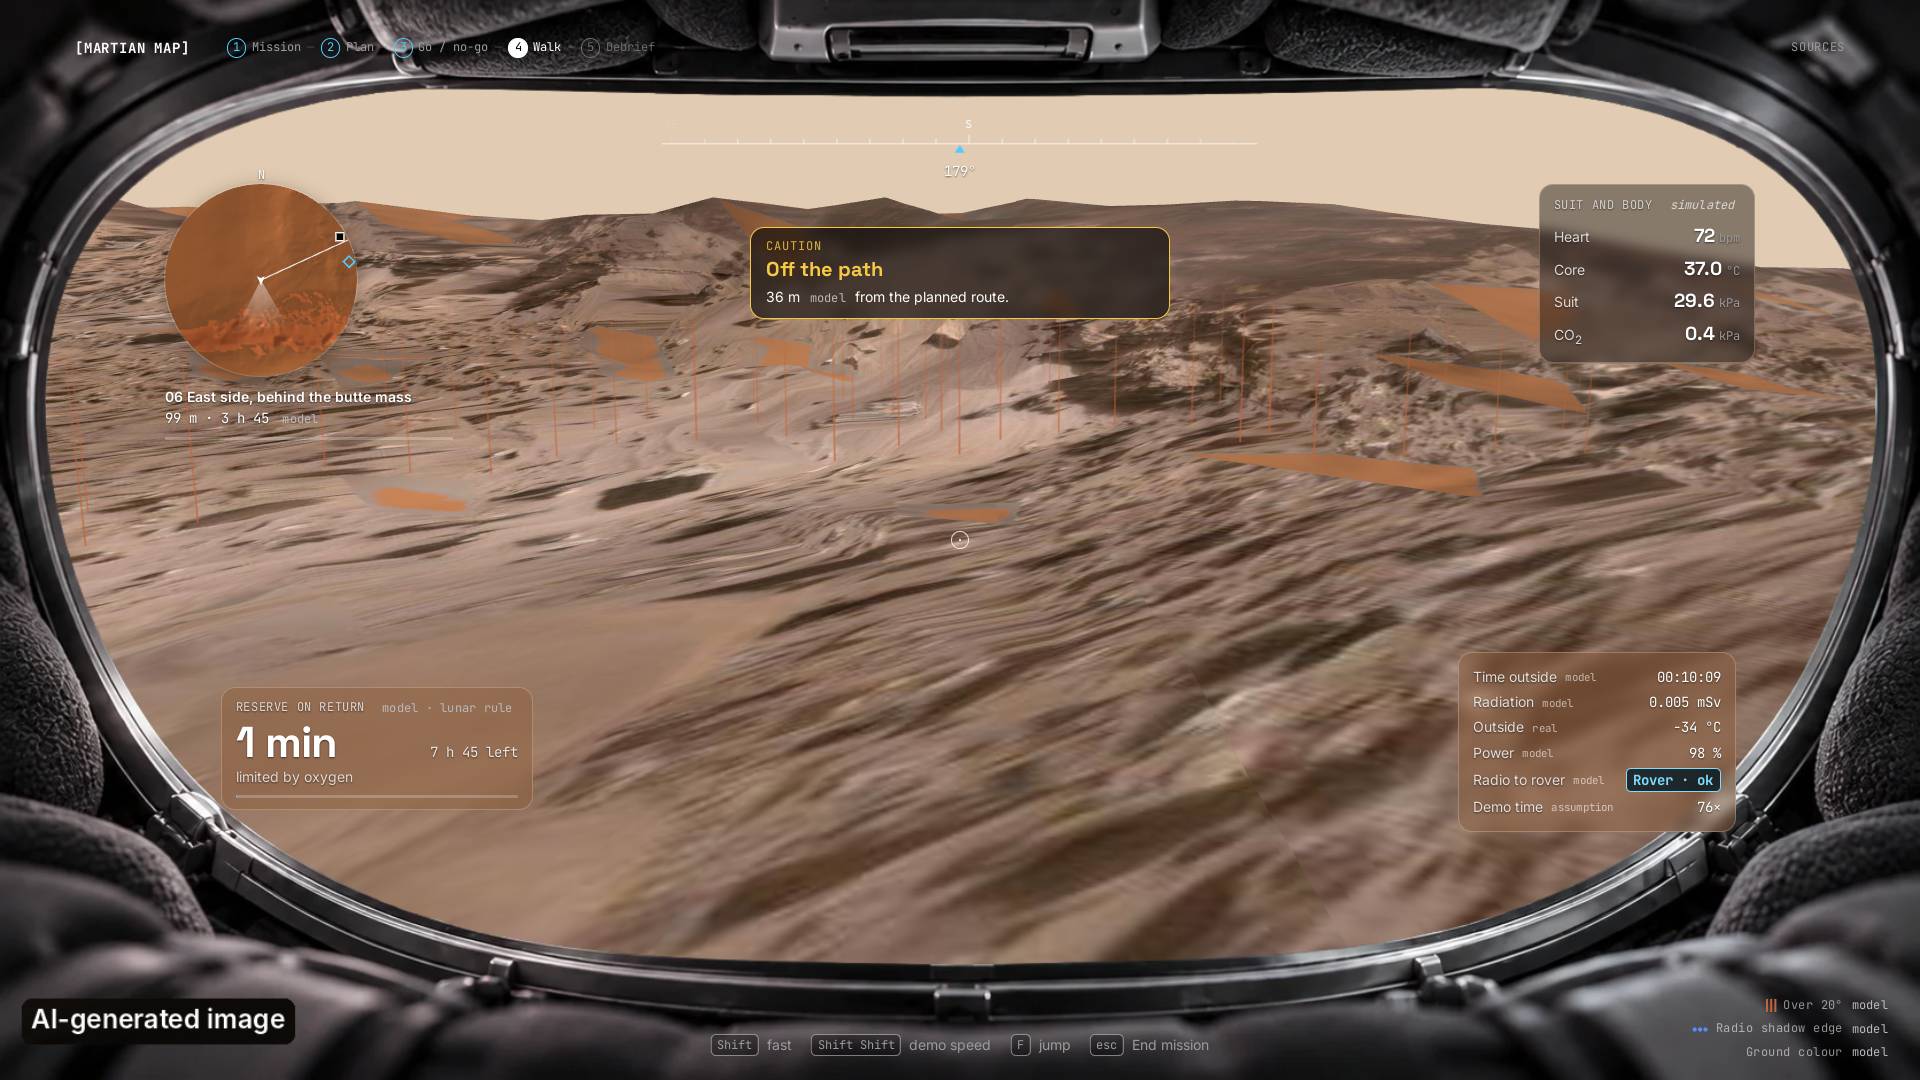 [MARTIAN MAP] 1 Mission 2 Plan 3 Go / no-go 4 Walk 5 Debrief SOURCES
S
179°
N
CAUTION
Off the path
36 m model from the planned route.
SUIT AND BODY simulated
Heart 72 bpm
Core 37.0 °C
Suit 29.6 kPa
CO2 0.4 kPa
06 East side, behind the butte mass
99 m · 3 h 45 model
RESERVE ON RETURN model · lunar rule
1 min 7 h 45 left
limited by oxygen
Time outside model 00:10:09
Radiation model 0.005 mSv
Outside real -34 °C
Power model 98 %
Radio to rover model Rover · ok
Demo time assumption 76×
AI-generated image
Shift fast Shift Shift demo speed F jump esc End mission
Over 20° model
Radio shadow edge model
Ground colour model